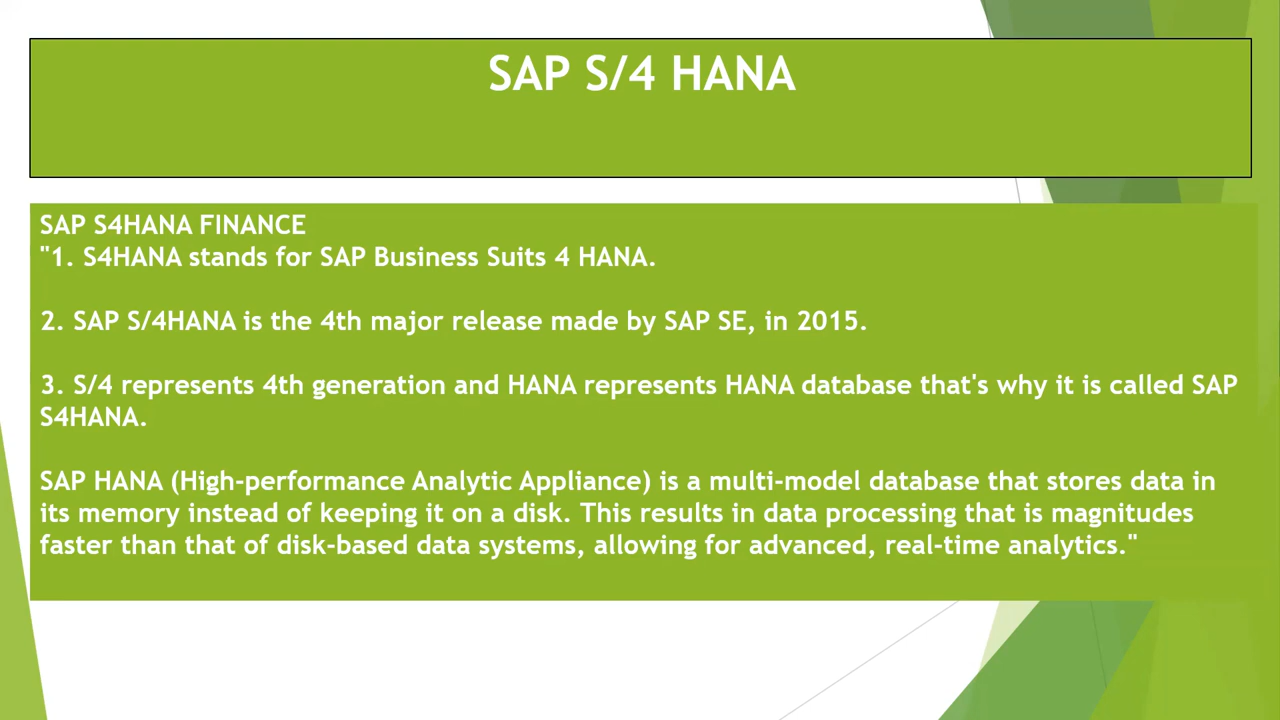 SAP S/4 HANA
SAP S4HANA FINANCE
"1. S4HANA stands for SAP Business Suits 4 HANA.
2. SAP S/4HANA is the 4th major release made by SAP SE, in 2015.
3. S/4 represents 4th generation and HANA represents HANA database that's why it is called SAP
S4HANA.
SAP HANA (High-performance Analytic Appliance) is a multi-model database that stores data in
its memory instead of keeping it on a disk. This results in data processing that is magnitudes
faster than that of disk-based data systems, allowing for advanced, real-time analytics."